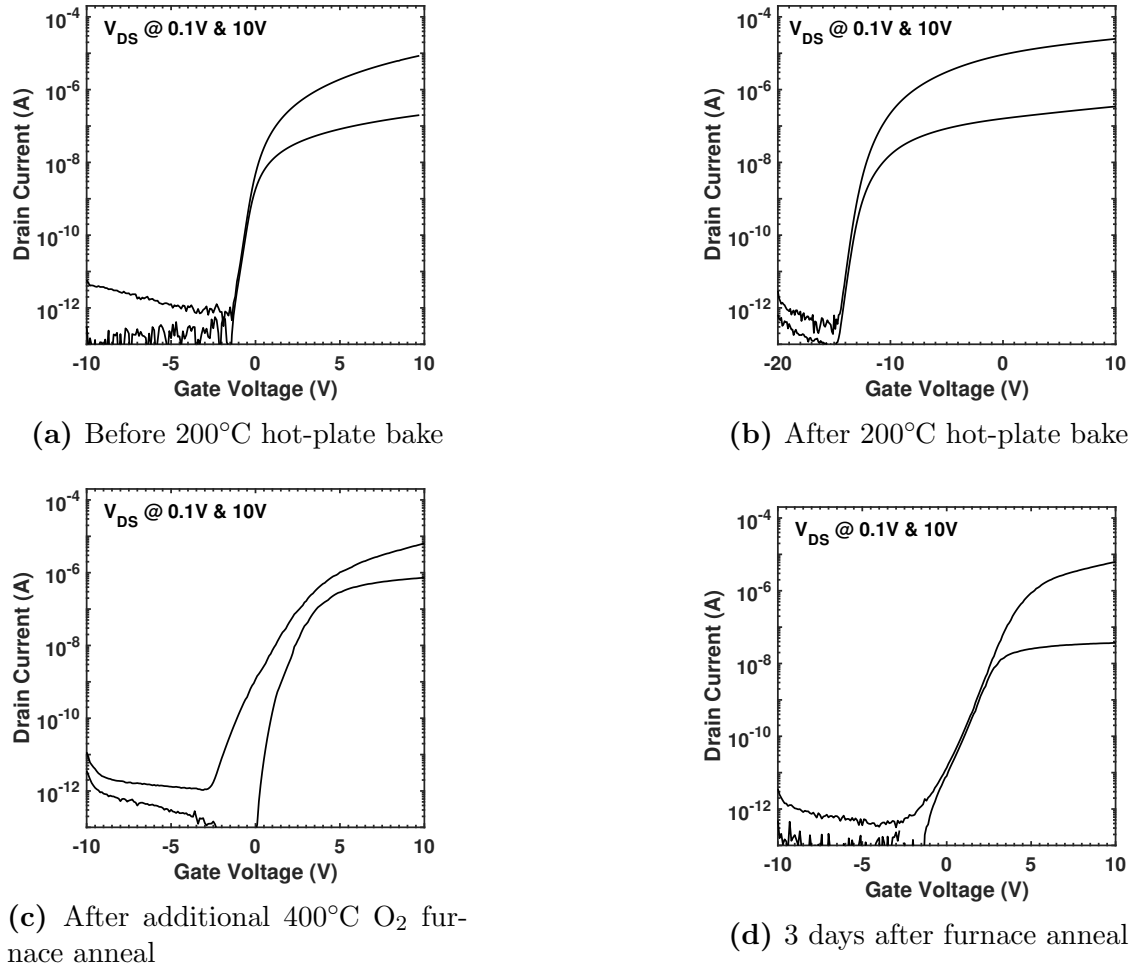 V_DS @ 0.1V & 10V
10^-4
10^-6
10^-8
10^-10
10^-12
Drain Current (A)
-10 -5 0 5 10
Gate Voltage (V)
(a) Before 200°C hot-plate bake
V_DS @ 0.1V & 10V
10^-4
10^-6
10^-8
10^-10
10^-12
Drain Current (A)
-20 -10 0 10
Gate Voltage (V)
(b) After 200°C hot-plate bake
V_DS @ 0.1V & 10V
10^-4
10^-6
10^-8
10^-10
10^-12
Drain Current (A)
-10 -5 0 5 10
Gate Voltage (V)
(c) After additional 400°C O₂ fur-
nace anneal
V_DS @ 0.1V & 10V
10^-4
10^-6
10^-8
10^-10
10^-12
Drain Current (A)
-10 -5 0 5 10
Gate Voltage (V)
(d) 3 days after furnace anneal